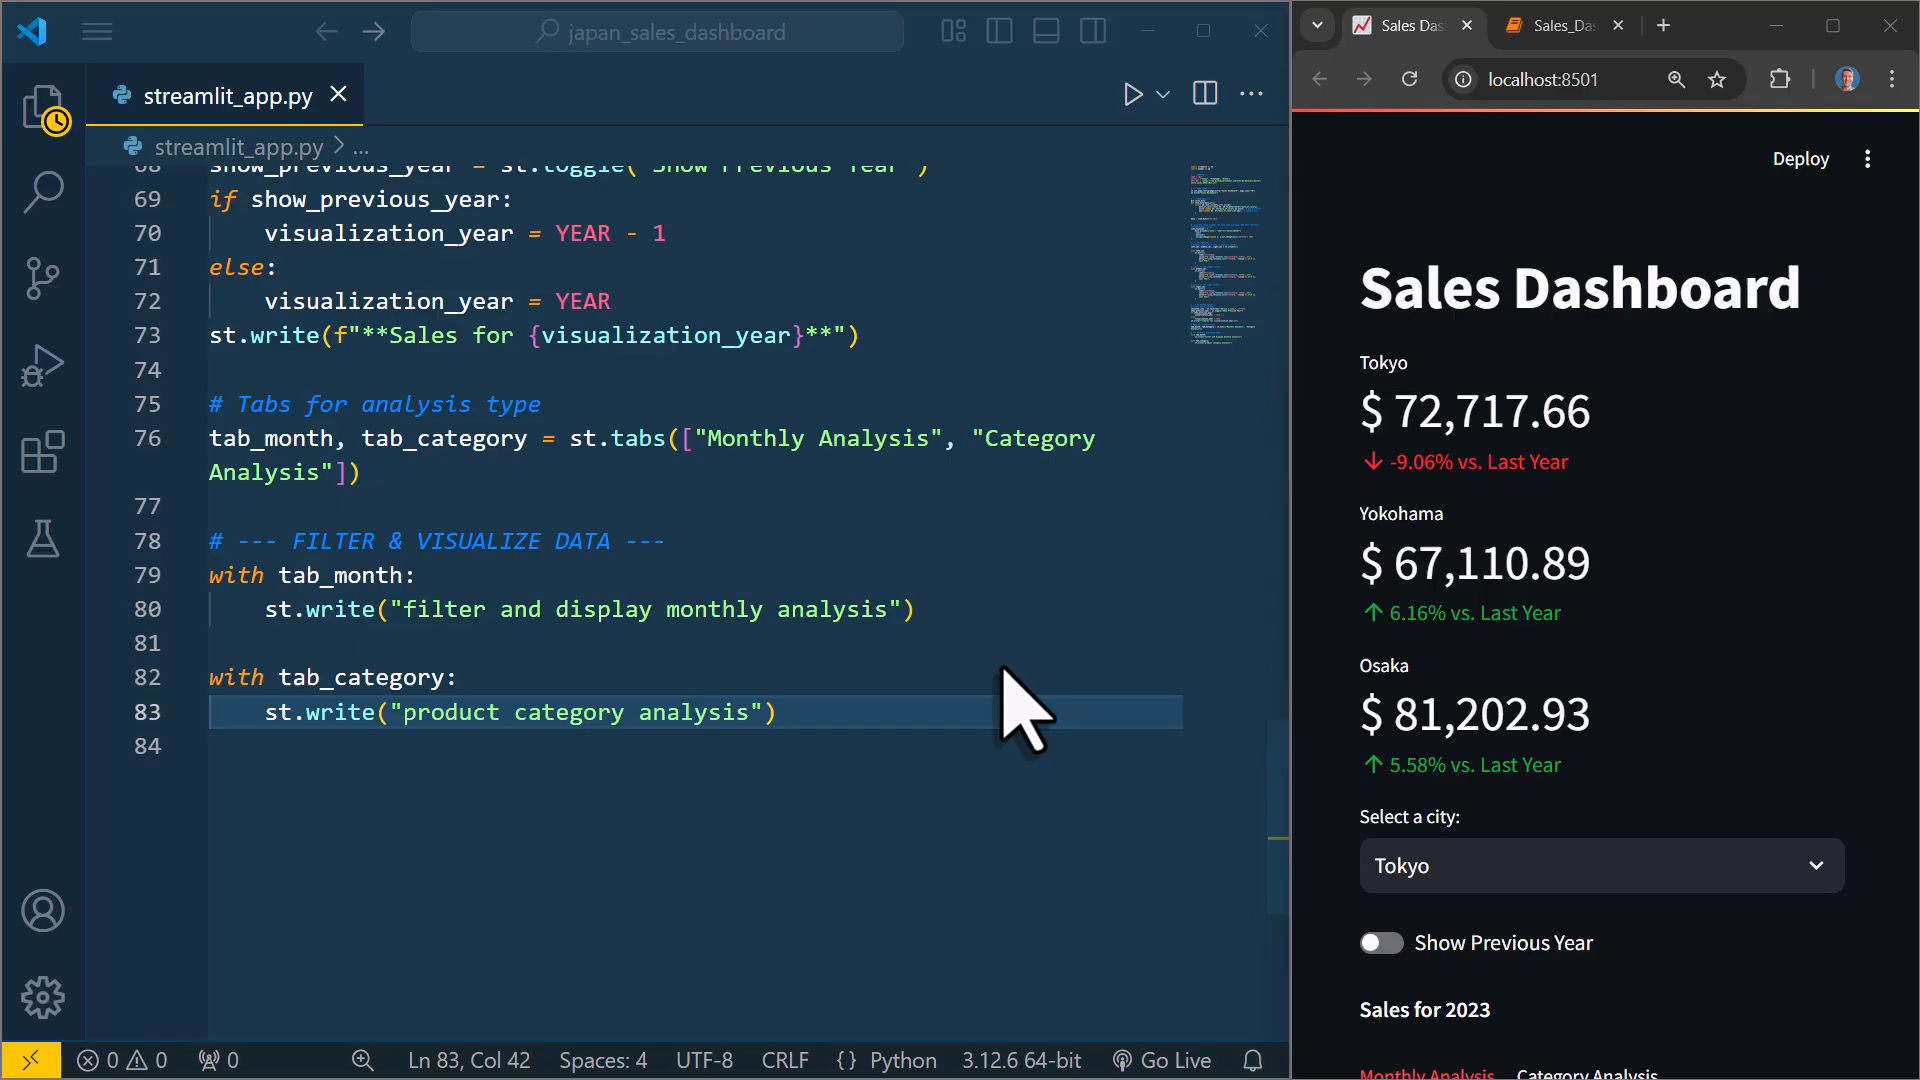 japan_sales_dashboard
streamlit_app.py
streamlit_app.py > ...
68 show_previous_year = st.toggle("Show Previous Year")
69 if show_previous_year:
70 visualization_year = YEAR - 1
71 else:
72 visualization_year = YEAR
73 st.write(f"**Sales for {visualization_year}**")
74
75 # Tabs for analysis type
76 tab_month, tab_category = st.tabs(["Monthly Analysis", "Category
Analysis"])
77
78 # --- FILTER & VISUALIZE DATA ---
79 with tab_month:
80 st.write("filter and display monthly analysis")
81
82 with tab_category:
83 st.write("product category analysis")
84
0 0 0 Ln 83, Col 42 Spaces: 4 UTF-8 CRLF {} Python 3.12.6 64-bit Go Live
Sales Das
Sales_Da
localhost:8501
Deploy
Sales Dashboard
Tokyo
$ 72,717.66
-9.06% vs. Last Year
Yokohama
$ 67,110.89
6.16% vs. Last Year
Osaka
$ 81,202.93
5.58% vs. Last Year
Select a city:
Tokyo
Show Previous Year
Sales for 2023
Monthly Analysis Category Analysis